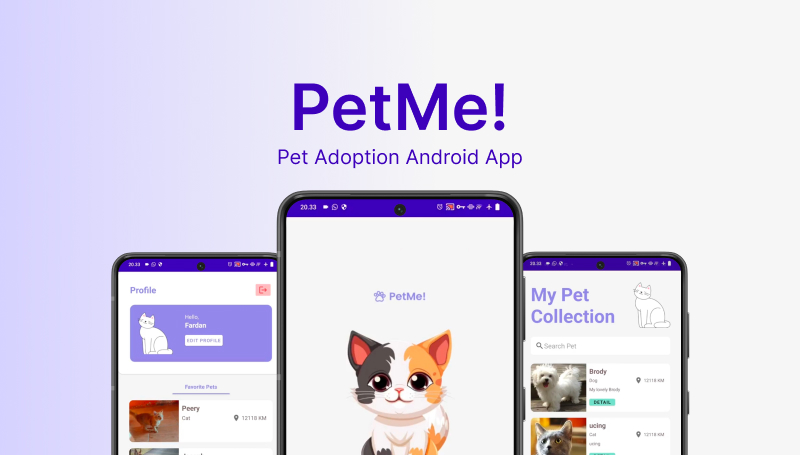 PetMe!
Pet Adoption Android App
20.33
PetMe!
20.33
Profile
Hello,
Fardan
EDIT PROFILE
Favorite Pets
Peery
Cat
12118 KM
20.33
My Pet
Collection
Search Pet
Brody
Dog
12118 KM
My lovely Brody
DETAIL
ucing
Cat
12118 KM
ucing